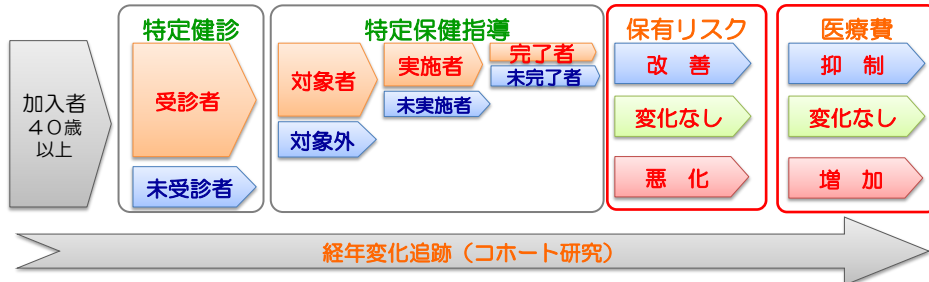 加入者
４０歳
以上
特定健診
受診者
未受診者
特定保健指導
対象者
対象外
実施者
未実施者
完了者
未完了者
保有リスク
改　善
変化なし
悪　化
医療費
抑　制
変化なし
増　加
経年変化追跡（コホート研究）